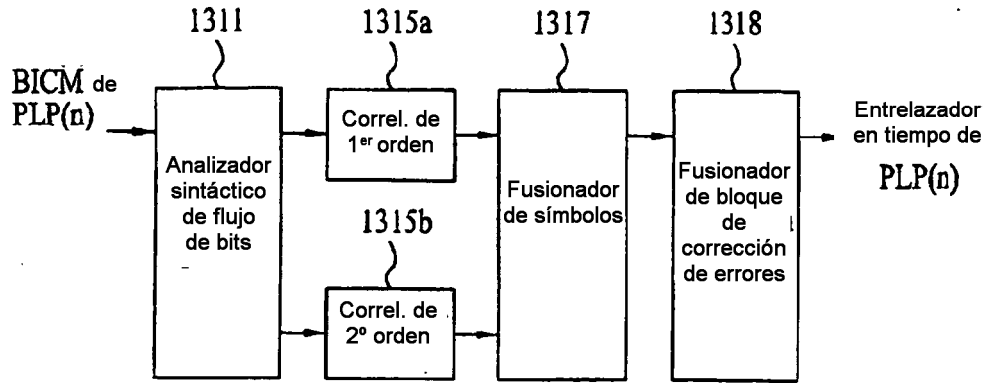 1311
1315a
1317
1318
BICM de
PLP(n)
Analizador
sintáctico
de flujo
de bits
Correl. de
1er orden
1315b
Correl. de
2º orden
Fusionador
de símbolos
Fusionador
de bloque
de
corrección
de errores
Entrelazador
en tiempo de
PLP(n)